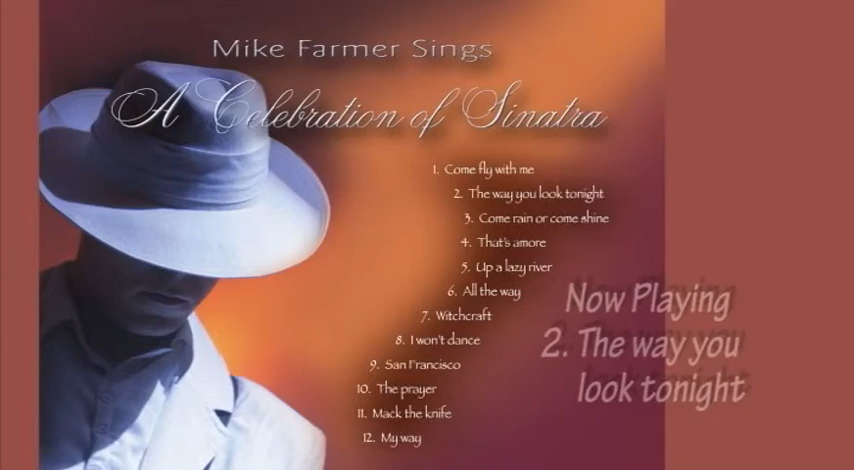 Mike Farmer Sings
A Celebration of Sinatra
1. Come fly with me
2. The way you look tonight
3. Come rain or come shine
4. That's amore
5. Up a lazy river
6. All the way
7. Witchcraft
8. I won't dance
9. San Francisco
10. The prayer
11. Mack the knife
12. My way
Now Playing
2. The way you
look tonight